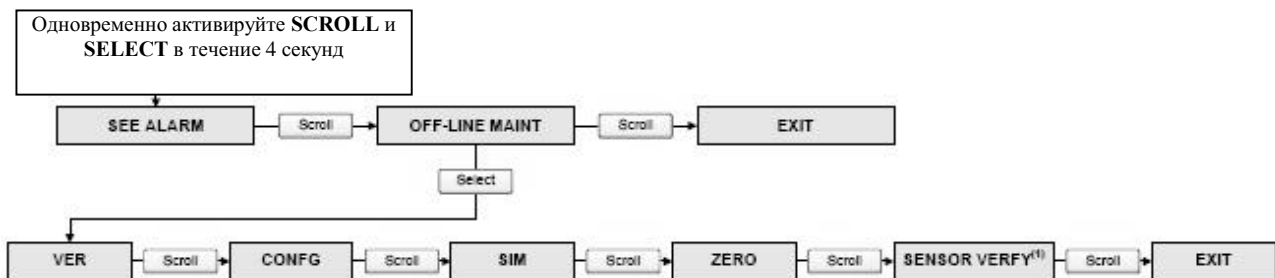 Одновременно активируйте SCROLL и
SELECT в течение 4 секунд
SEE ALARM Scroll OFF-LINE MAINT Scroll EXIT
Select
VER Scroll CONFG Scroll SIM Scroll ZERO Scroll SENSOR VERFY(1) Scroll EXIT